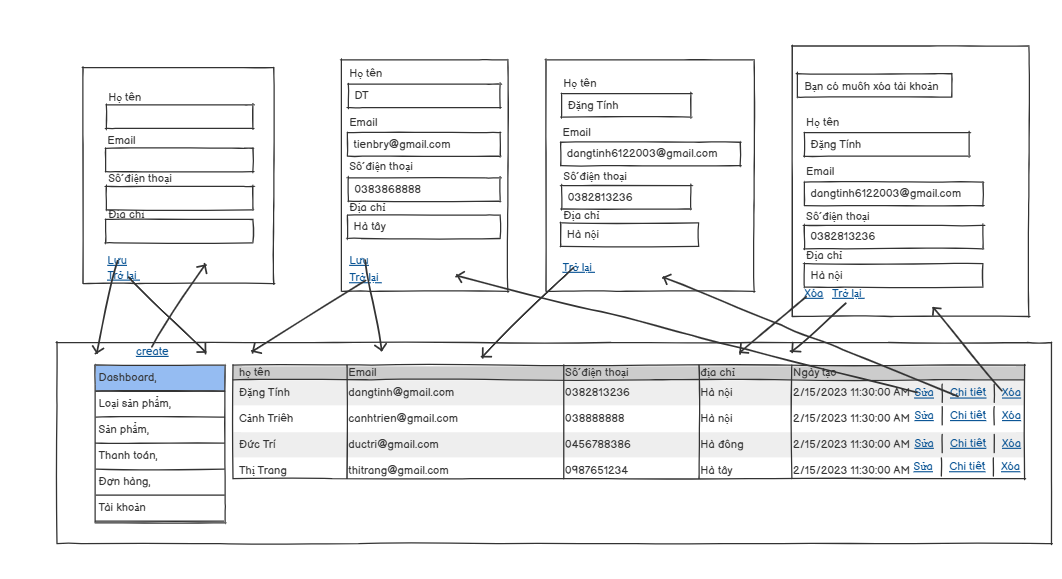 Họ tên
Email
Số điện thoại
Địa chỉ
Lưu
Trở lại
Họ tên
DT
Email
tienbry@gmail.com
Số điện thoại
0383868888
Địa chỉ
Hà tây
Lưu
Trở lại
Họ tên
Đặng Tính
Email
dangtinh6122003@gmail.com
Số điện thoại
0382813236
Địa chỉ
Hà nội
Trở lại
Bạn có muốn xóa tài khoản
Họ tên
Đặng Tính
Email
dangtinh6122003@gmail.com
Số điện thoại
0382813236
Địa chỉ
Hà nội
Xóa Trở lại
create
Dashboard,
Loại sản phẩm,
Sản phẩm,
Thanh toán,
Đơn hàng,
Tài khoản
họ tên Email Số điện thoại địa chỉ Ngày tạo
Đặng Tính dangtinh@gmail.com 0382813236 Hà nội 2/15/2023 11:30:00 AM Sửa Chi tiết Xóa
Cảnh Triển canhtrien@gmail.com 038888888 Hà nội 2/15/2023 11:30:00 AM Sửa Chi tiết Xóa
Đức Trí ductri@gmail.com 0456788386 Hà đông 2/15/2023 11:30:00 AM Sửa Chi tiết Xóa
Thị Trang thitrang@gmail.com 0987651234 Hà tây 2/15/2023 11:30:00 AM Sửa Chi tiết Xóa